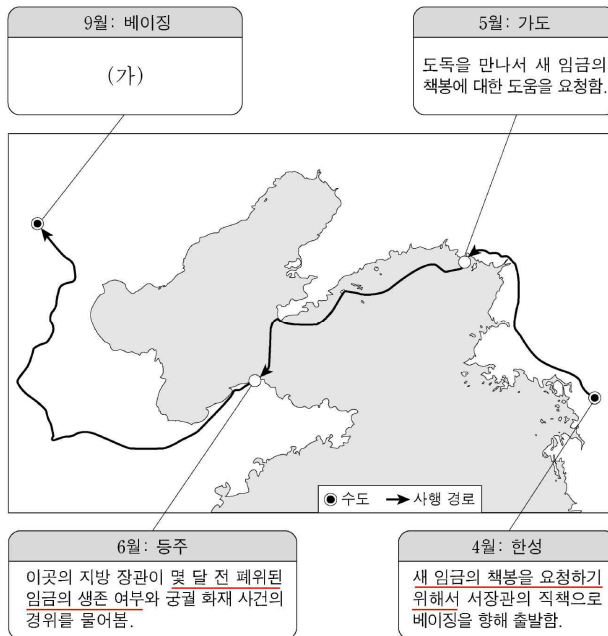 9월: 베이징
(가)
5월: 가도
도독을 만나서 새 임금의
책봉에 대한 도움을 요청함.
수도
사행 경로
6월: 등주
이곳의 지방 장관이 몇 달 전 폐위된
임금의 생존 여부와 궁궐 화재 사건의
경위를 물어봄.
4월: 한성
새 임금의 책봉을 요청하기
위해서 서장관의 직책으로
베이징을 향해 출발함.